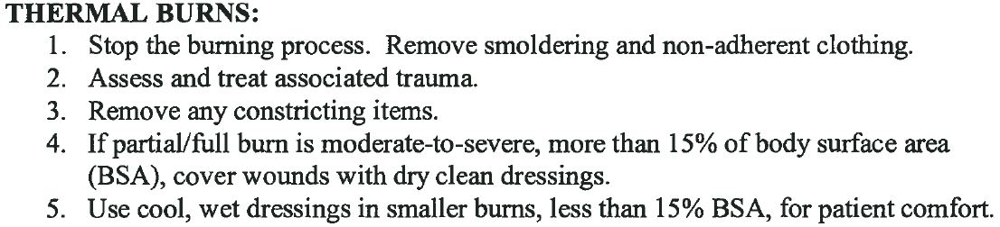 THERMAL BURNS:
1. Stop the burning process. Remove smoldering and non-adherent clothing.
2. Assess and treat associated trauma.
3. Remove any constricting items.
4. If partial/full burn is moderate-to-severe, more than 15% of body surface area
(BSA), cover wounds with dry clean dressings.
5. Use cool, wet dressings in smaller burns, less than 15% BSA, for patient comfort.